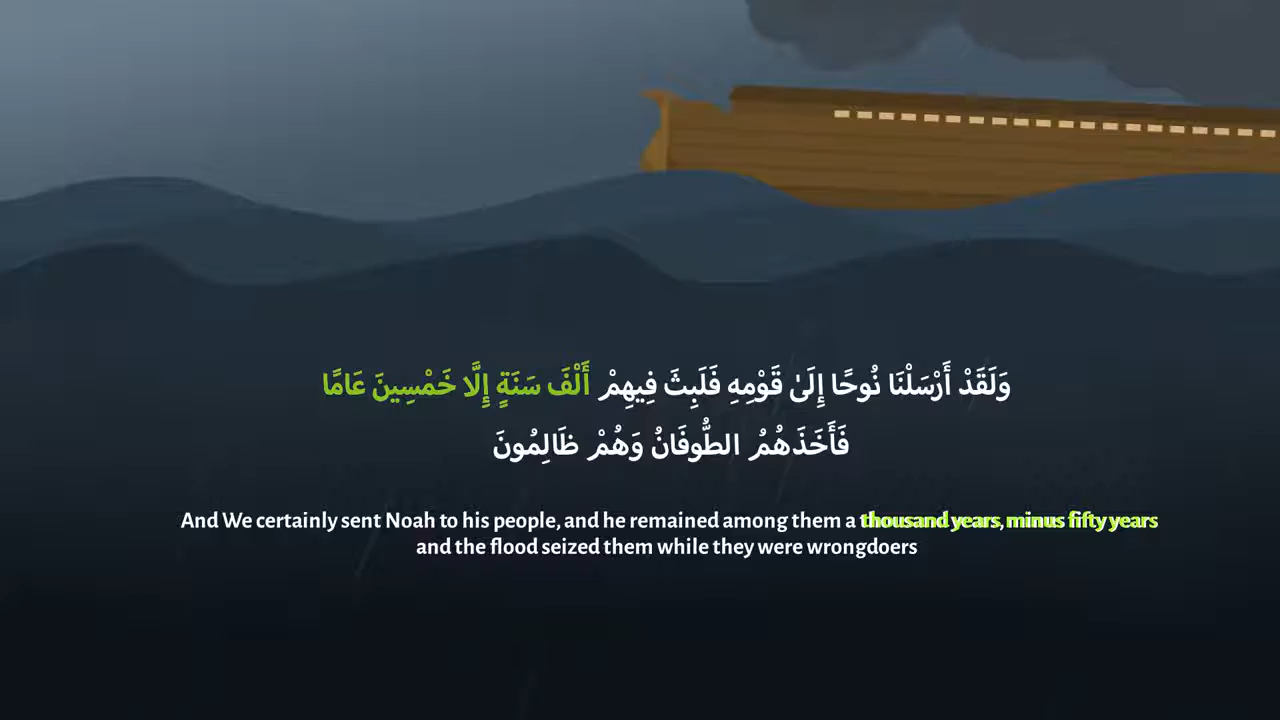 وَلَقَدْ أَرْسَلْنَا نُوحًا إِلَىٰ قَوْمِهِ فَلَبِثَ فِيهِمْ أَلْفَ سَنَةٍ إِلَّا خَمْسِينَ عَامًا
فَأَخَذَهُمُ الطُّوفَانُ وَهُمْ ظَالِمُونَ
And We certainly sent Noah to his people, and he remained among them a thousand years, minus fifty years
and the flood seized them while they were wrongdoers